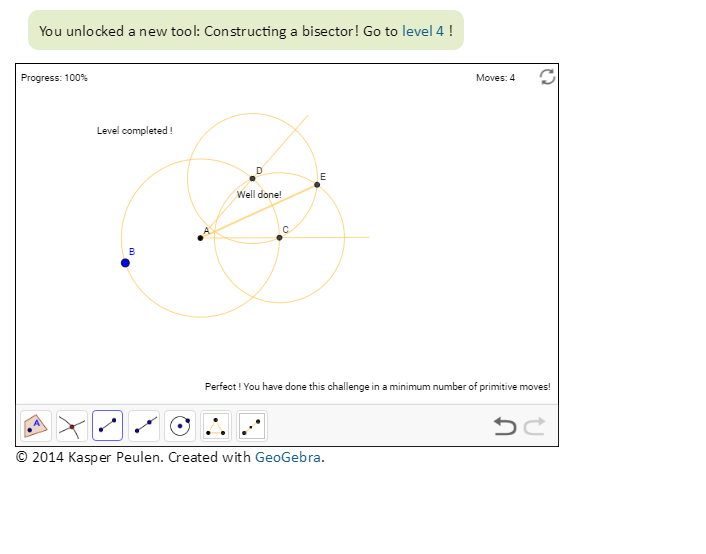 You unlocked a new tool: Constructing a bisector! Go to level 4 !
Progress: 100%
Moves: 4
Level completed !
D
E
Well done!
A
C
B
Perfect ! You have done this challenge in a minimum number of primitive moves!
A
© 2014 Kasper Peulen. Created with GeoGebra.